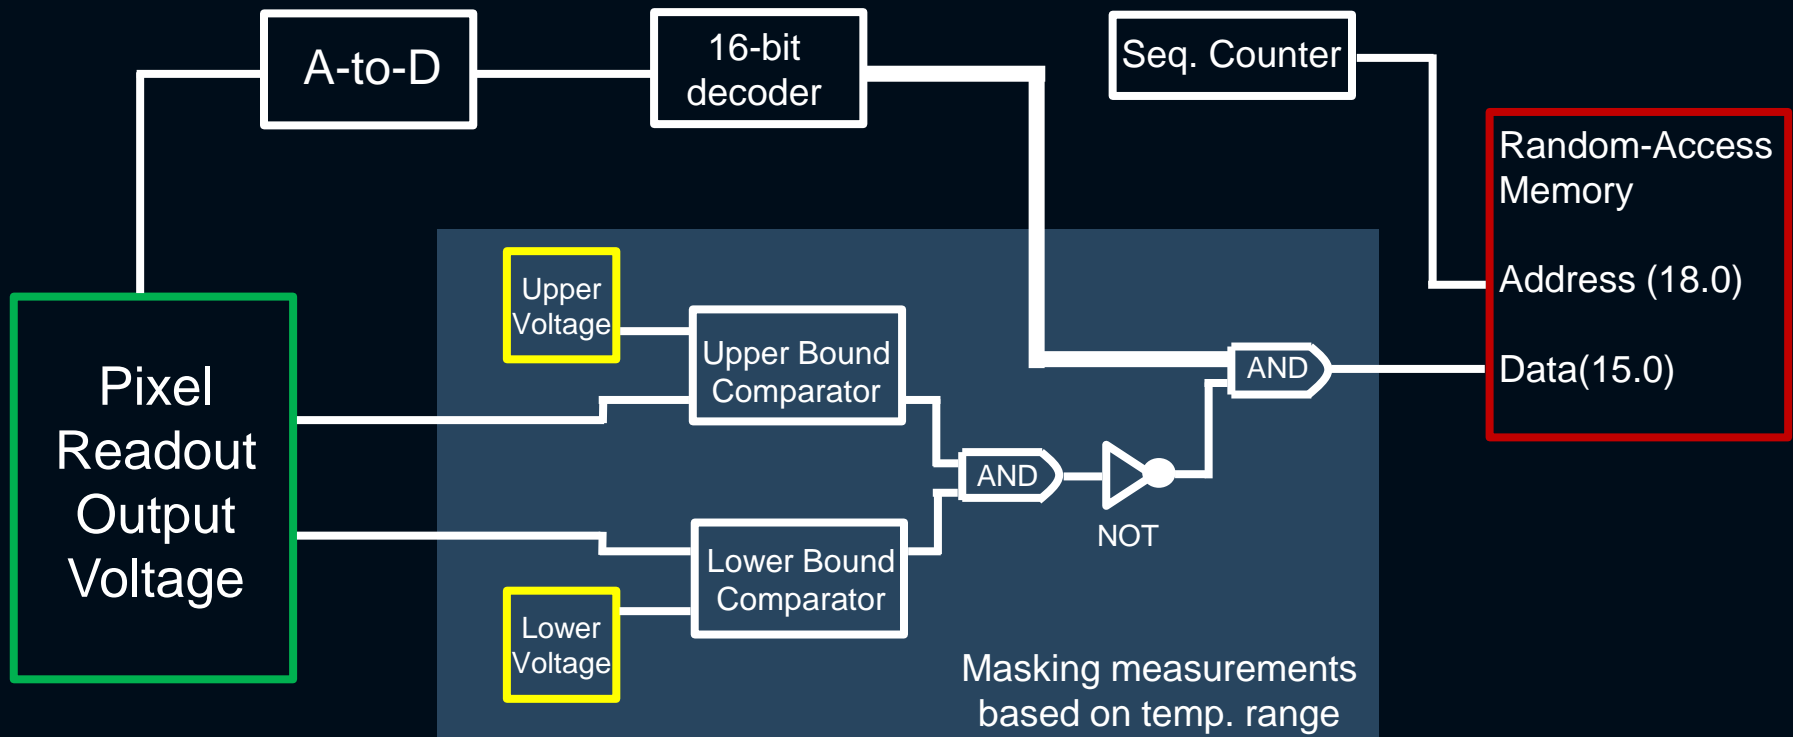 A-to-D
16-bit
decoder
Seq. Counter
Random-Access
Memory
Address (18.0)
Data(15.0)
Pixel
Readout
Output
Voltage
Upper
Voltage
Upper Bound
Comparator
AND
AND
NOT
Lower Bound
Comparator
Lower
Voltage
Masking measurements
based on temp. range